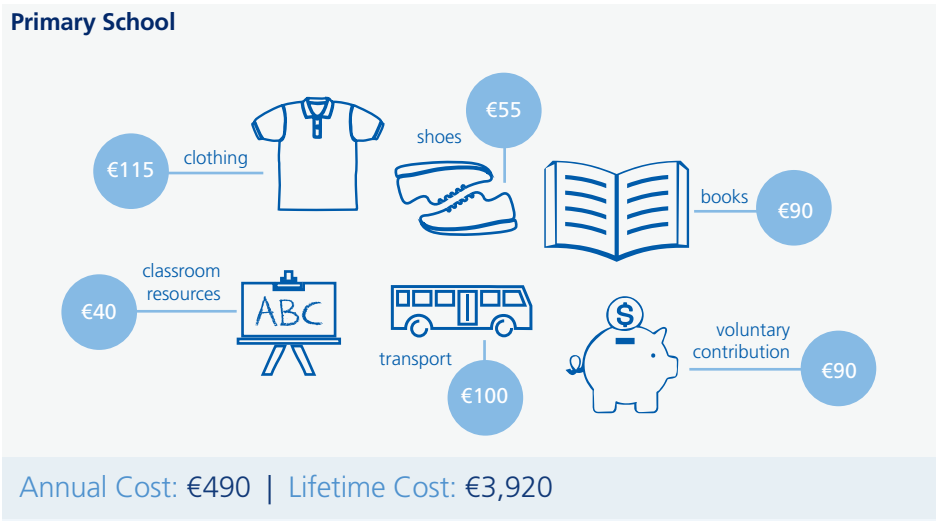 Primary School
€55
shoes
€115
clothing
books
€90
classroom
resources
€40
ABC
$
transport
€100
voluntary
contribution
€90
Annual Cost: €490 | Lifetime Cost: €3,920